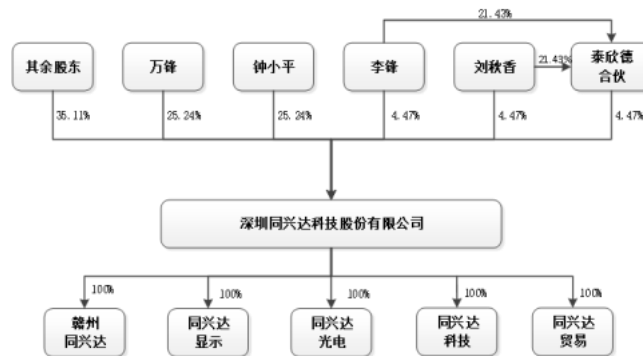 21.43%
其余股东
万锋
钟小平
李锋
刘秋香
21.43%
泰欣德
合伙
35.11%
25.24%
25.24%
4.47%
4.47%
4.47%
深圳同兴达科技股份有限公司
100%
100%
100%
100%
100%
赣州
同兴达
同兴达
显示
同兴达
光电
同兴达
科技
同兴达
贸易